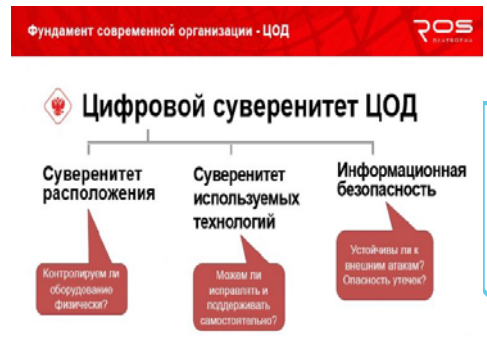 Фундамент современной организации - ЦОД
ROS
ПЛАТФОРМА
Цифровой суверенитет ЦОД
Суверенитет
расположения
Суверенитет
используемых
технологий
Информационная
безопасность
Контролируем ли
оборудование
физически?
Можем ли
исправлять и
поддерживать
самостоятельно?
Устойчивы ли к
внешним атакам?
Опасность утечек?